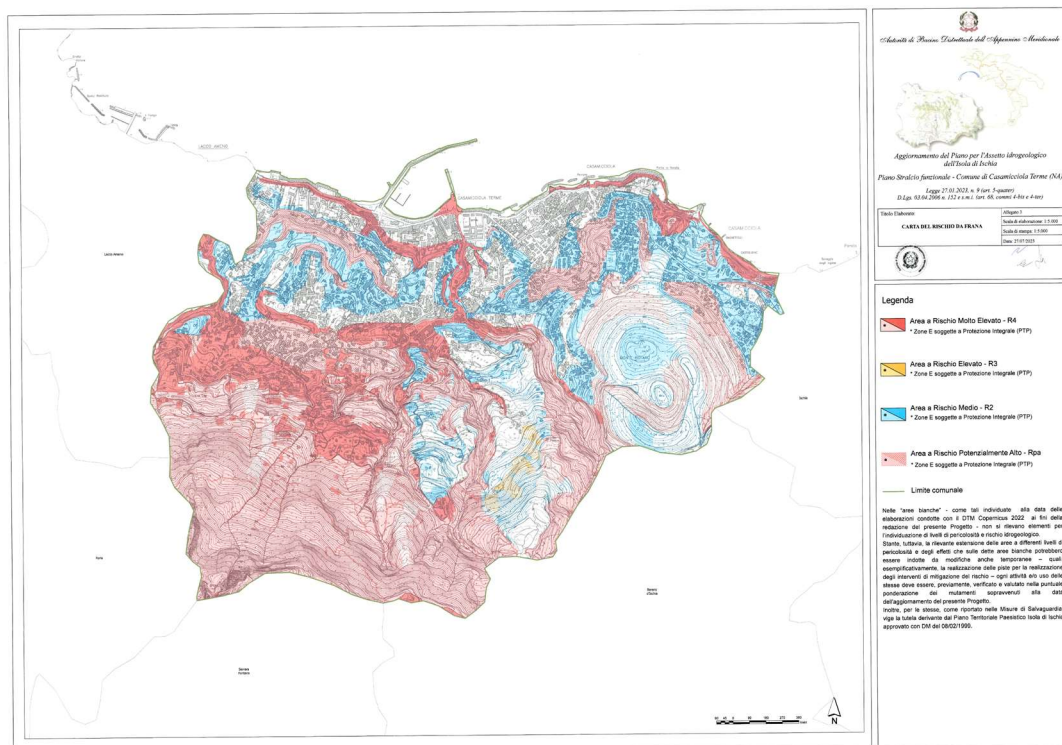 Autorità di Bacino Distrettuale dell'Appennino Meridionale
Aggiornamento del Piano per l'Assetto idrogeologico
dell'Isola di Ischia
Piano Stralcio funzionale - Comune di Casamicciola Terme (NA)
Legge 27.01.2023, n. 9 (art. 5-quater)
D.Lgs. 03.04.2006 n. 152 e s.m.i. (art. 68, commi 4-bis e 4-ter)
Titolo Elaborato
CARTA DEL RISCHIO DA FRANA
Allegato 3
Scala di elaborazione 1:5.000
Scala di stampa: 1:5.000
Legenda
Area a Rischio Molto Elevato - R4
* Zone E soggette a Protezione Integrale (PTP)
Area a Rischio Elevato - R3
* Zone E soggette a Protezione Integrale (PTP)
Area a Rischio Medio - R2
* Zone E soggette a Protezione Integrale (PTP)
Area a Rischio Potenzialmente Alto - Rpa
* Zone E soggette a Protezione Integrale (PTP)
Limite comunale
Nelle "aree bianche" - come tali individuate alla data delle
elaborazioni condotte con il DTM Copernicus 2022 ai fini della
redazione del presente Progetto - non si rilevano elementi per
l'individuazione di livelli di pericolosità e rischio idrogeologico.
Stante, tuttavia, la rilevante estensione delle aree a differenti livelli di
pericolosità e degli effetti che sulle dette aree bianche potrebbero
essere indotte da modifiche anche temporanee – quali
esemplificativamente, la realizzazione delle piste per la realizzazione
degli interventi di mitigazione del rischio – ogni attività e/o uso delle
stesse deve essere, previamente, verificato e valutato nella puntuale
ponderazione dei mutamenti sopravvenuti alla data
dell'aggiornamento del presente Progetto.
Inoltre, per le stesse, come riportato nelle Misure di Salvaguardia
vige la tutela derivante dal Piano Territoriale Paesistico Isola di Ischia
approvato con DM del 08/02/1999.
LACCO AMENO
CASAMICCIOLA TERME
CASAMICCIOLA
CASAMICCIOLA
Lacco Ameno
Ischia
Forio
Barano
d'Ischia
Serrara
Fontana
N